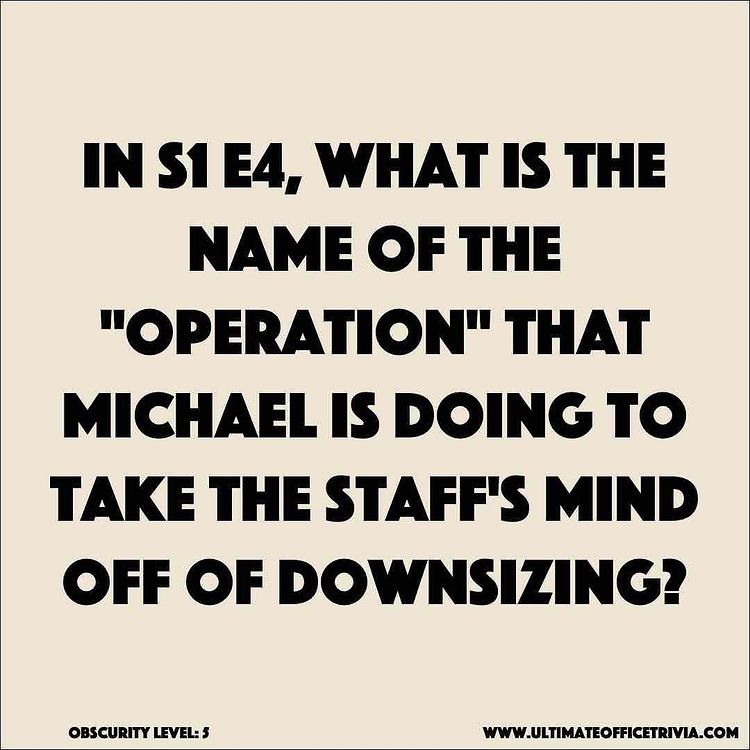 IN S1 E4, WHAT IS THE
NAME OF THE
"OPERATION" THAT
MICHAEL IS DOING TO
TAKE THE STAFF'S MIND
OFF OF DOWNSIZING?
OBSCURITY LEVEL: 5
WWW.ULTIMATEOFFICETRIVIA.COM